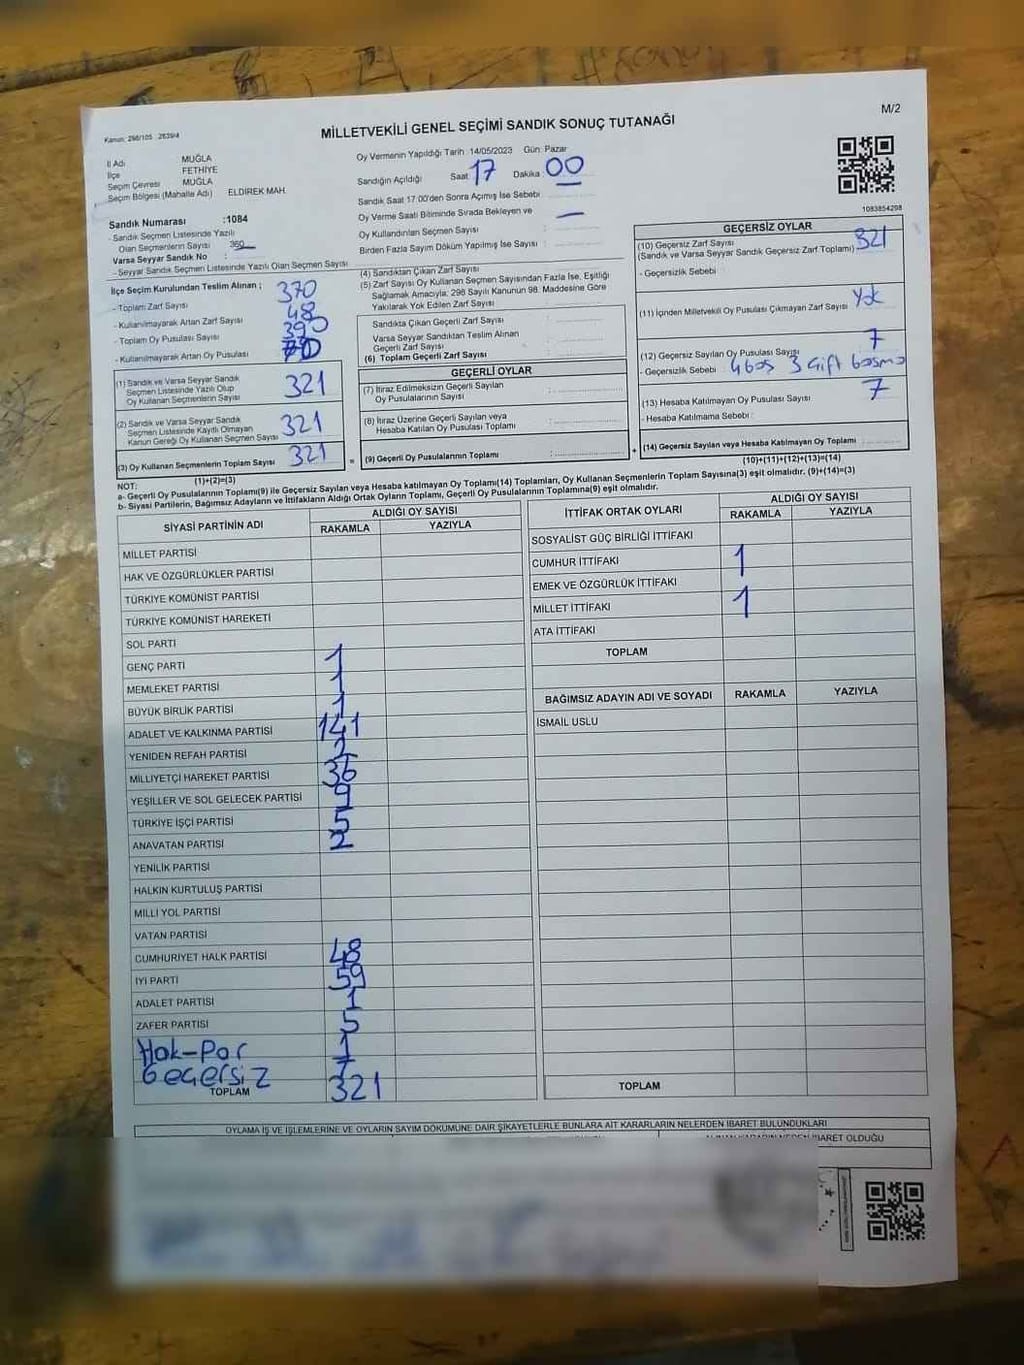 M/2
Kanun: 298/105 2639/4
MİLLETVEKİLİ GENEL SEÇİMİ SANDIK SONUÇ TUTANAĞI
İl Adı MUĞLA
İlçe FETHİYE
Seçim Çevresi MUĞLA
Seçim Bölgesi (Mahalle Adı) ELDİREK MAH.
Sandık Numarası :1084
- Sandık Seçmen Listesinde Yazılı
Olan Seçmenlerin Sayısı : 360
Varsa Seyyar Sandık No :
- Seyyar Sandık Seçmen Listesinde Yazılı Olan Seçmen Sayısı
Oy Vermenin Yapıldığı Tarih :14/05/2023 Gün: Pazar
Sandığın Açıldığı Saat: 17 Dakika: 00
Sandık Saat 17.00'den Sonra Açılmış İse Sebebi
Oy Verme Saati Bitiminde Sırada Bekleyen ve
Oy Kullandırılan Seçmen Sayısı :
Birden Fazla Sayım Döküm Yapılmış İse Sayısı :
1083854298
İlçe Seçim Kurulundan Teslim Alınan ;
- Toplam Zarf Sayısı 370
- Kullanılmayarak Artan Zarf Sayısı 48
- Toplam Oy Pusulası Sayısı 390
- Kullanılmayarak Artan Oy Pusulası
(1) Sandık ve Varsa Seyyar Sandık
Seçmen Listesinde Yazılı Olup
Oy Kullanan Seçmenlerin Sayısı 321
(2) Sandık ve Varsa Seyyar Sandık
Seçmen Listesinde Kayıtlı Olmayan
Kanun Gereği Oy Kullanan Seçmen Sayısı 321
(3) Oy Kullanan Seçmenlerin Toplam Sayısı 321
(1)+(2)=(3)
(4) Sandıktan Çıkan Zarf Sayısı
(5) Zarf Sayısı Oy Kullanan Seçmen Sayısından Fazla İse, Eşitliği
Sağlamak Amacıyla; 298 Sayılı Kanunun 98. Maddesine Göre
Yakılarak Yok Edilen Zarf Sayısı :
Sandıkta Çıkan Geçerli Zarf Sayısı :
Varsa Seyyar Sandıktan Teslim Alınan
Geçerli Zarf Sayısı :
(6) Toplam Geçerli Zarf Sayısı :
GEÇERLİ OYLAR
(7) İtiraz Edilmeksizin Geçerli Sayılan
Oy Pusulalarının Sayısı :
(8) İtiraz Üzerine Geçerli Sayılan veya
Hesaba Katılan Oy Pusulası Toplamı :
(9) Geçerli Oy Pusulalarının Toplamı :
GEÇERSİZ OYLAR
(10) Geçersiz Zarf Sayısı
(Sandık ve Varsa Seyyar Sandık Geçersiz Zarf Toplamı) 321
- Geçersizlik Sebebi :
(11) İçinden Milletvekili Oy Pusulası Çıkmayan Zarf Sayısı Yok
(12) Geçersiz Sayılan Oy Pusulası Sayısı 7
- Geçersizlik Sebebi : 4 boş 3 çift basma
(13) Hesaba Katılmayan Oy Pusulası Sayısı : 7
- Hesaba Katılmama Sebebi :
(14) Geçersiz Sayılan veya Hesaba Katılmayan Oy Toplamı :
(10)+(11)+(12)+(13)=(14)
NOT:
a- Geçerli Oy Pusulalarının Toplamı(9) ile Geçersiz Sayılan veya Hesaba katılmayan Oy Toplamı(14) Toplamları, Oy Kullanan Seçmenlerin Toplam Sayısına(3) eşit olmalıdır. (9)+(14)=(3)
b- Siyasi Partilerin, Bağımsız Adayların ve İttifakların Aldığı Ortak Oyların Toplamı, Geçerli Oy Pusulalarının Toplamına(9) eşit olmalıdır.
SİYASİ PARTİNİN ADI ALDIĞI OY SAYISI
RAKAMLA YAZIYLA
MİLLET PARTİSİ
HAK VE ÖZGÜRLÜKLER PARTİSİ
TÜRKİYE KOMÜNİST PARTİSİ
TÜRKİYE KOMÜNİST HAREKETİ
SOL PARTİ
GENÇ PARTİ 1
MEMLEKET PARTİSİ 1
BÜYÜK BİRLİK PARTİSİ 1
ADALET VE KALKINMA PARTİSİ 141
YENİDEN REFAH PARTİSİ 2
MİLLİYETÇİ HAREKET PARTİSİ 36
YEŞİLLER VE SOL GELECEK PARTİSİ 9
TÜRKİYE İŞÇİ PARTİSİ 5
ANAVATAN PARTİSİ 2
YENİLİK PARTİSİ
HALKIN KURTULUŞ PARTİSİ
MİLLİ YOL PARTİSİ
VATAN PARTİSİ
CUMHURİYET HALK PARTİSİ 48
İYİ PARTİ 59
ADALET PARTİSİ 1
ZAFER PARTİSİ 5
Hak-Par 1
Geçersiz 7
TOPLAM 321
İTTİFAK ORTAK OYLARI ALDIĞI OY SAYISI
RAKAMLA YAZIYLA
SOSYALİST GÜÇ BİRLİĞİ İTTİFAKI
CUMHUR İTTİFAKI 1
EMEK VE ÖZGÜRLÜK İTTİFAKI
MİLLET İTTİFAKI 1
ATA İTTİFAKI
TOPLAM
BAĞIMSIZ ADAYIN ADI VE SOYADI RAKAMLA YAZIYLA
İSMAİL USLU
TOPLAM
OYLAMA İŞ VE İŞLEMLERİNE VE OYLARIN SAYIM DÖKÜMÜNE DAİR ŞİKAYETLERLE BUNLARA AİT KARARLARIN NELERDEN İBARET BULUNDUKLARI
İBARET OLDUĞU